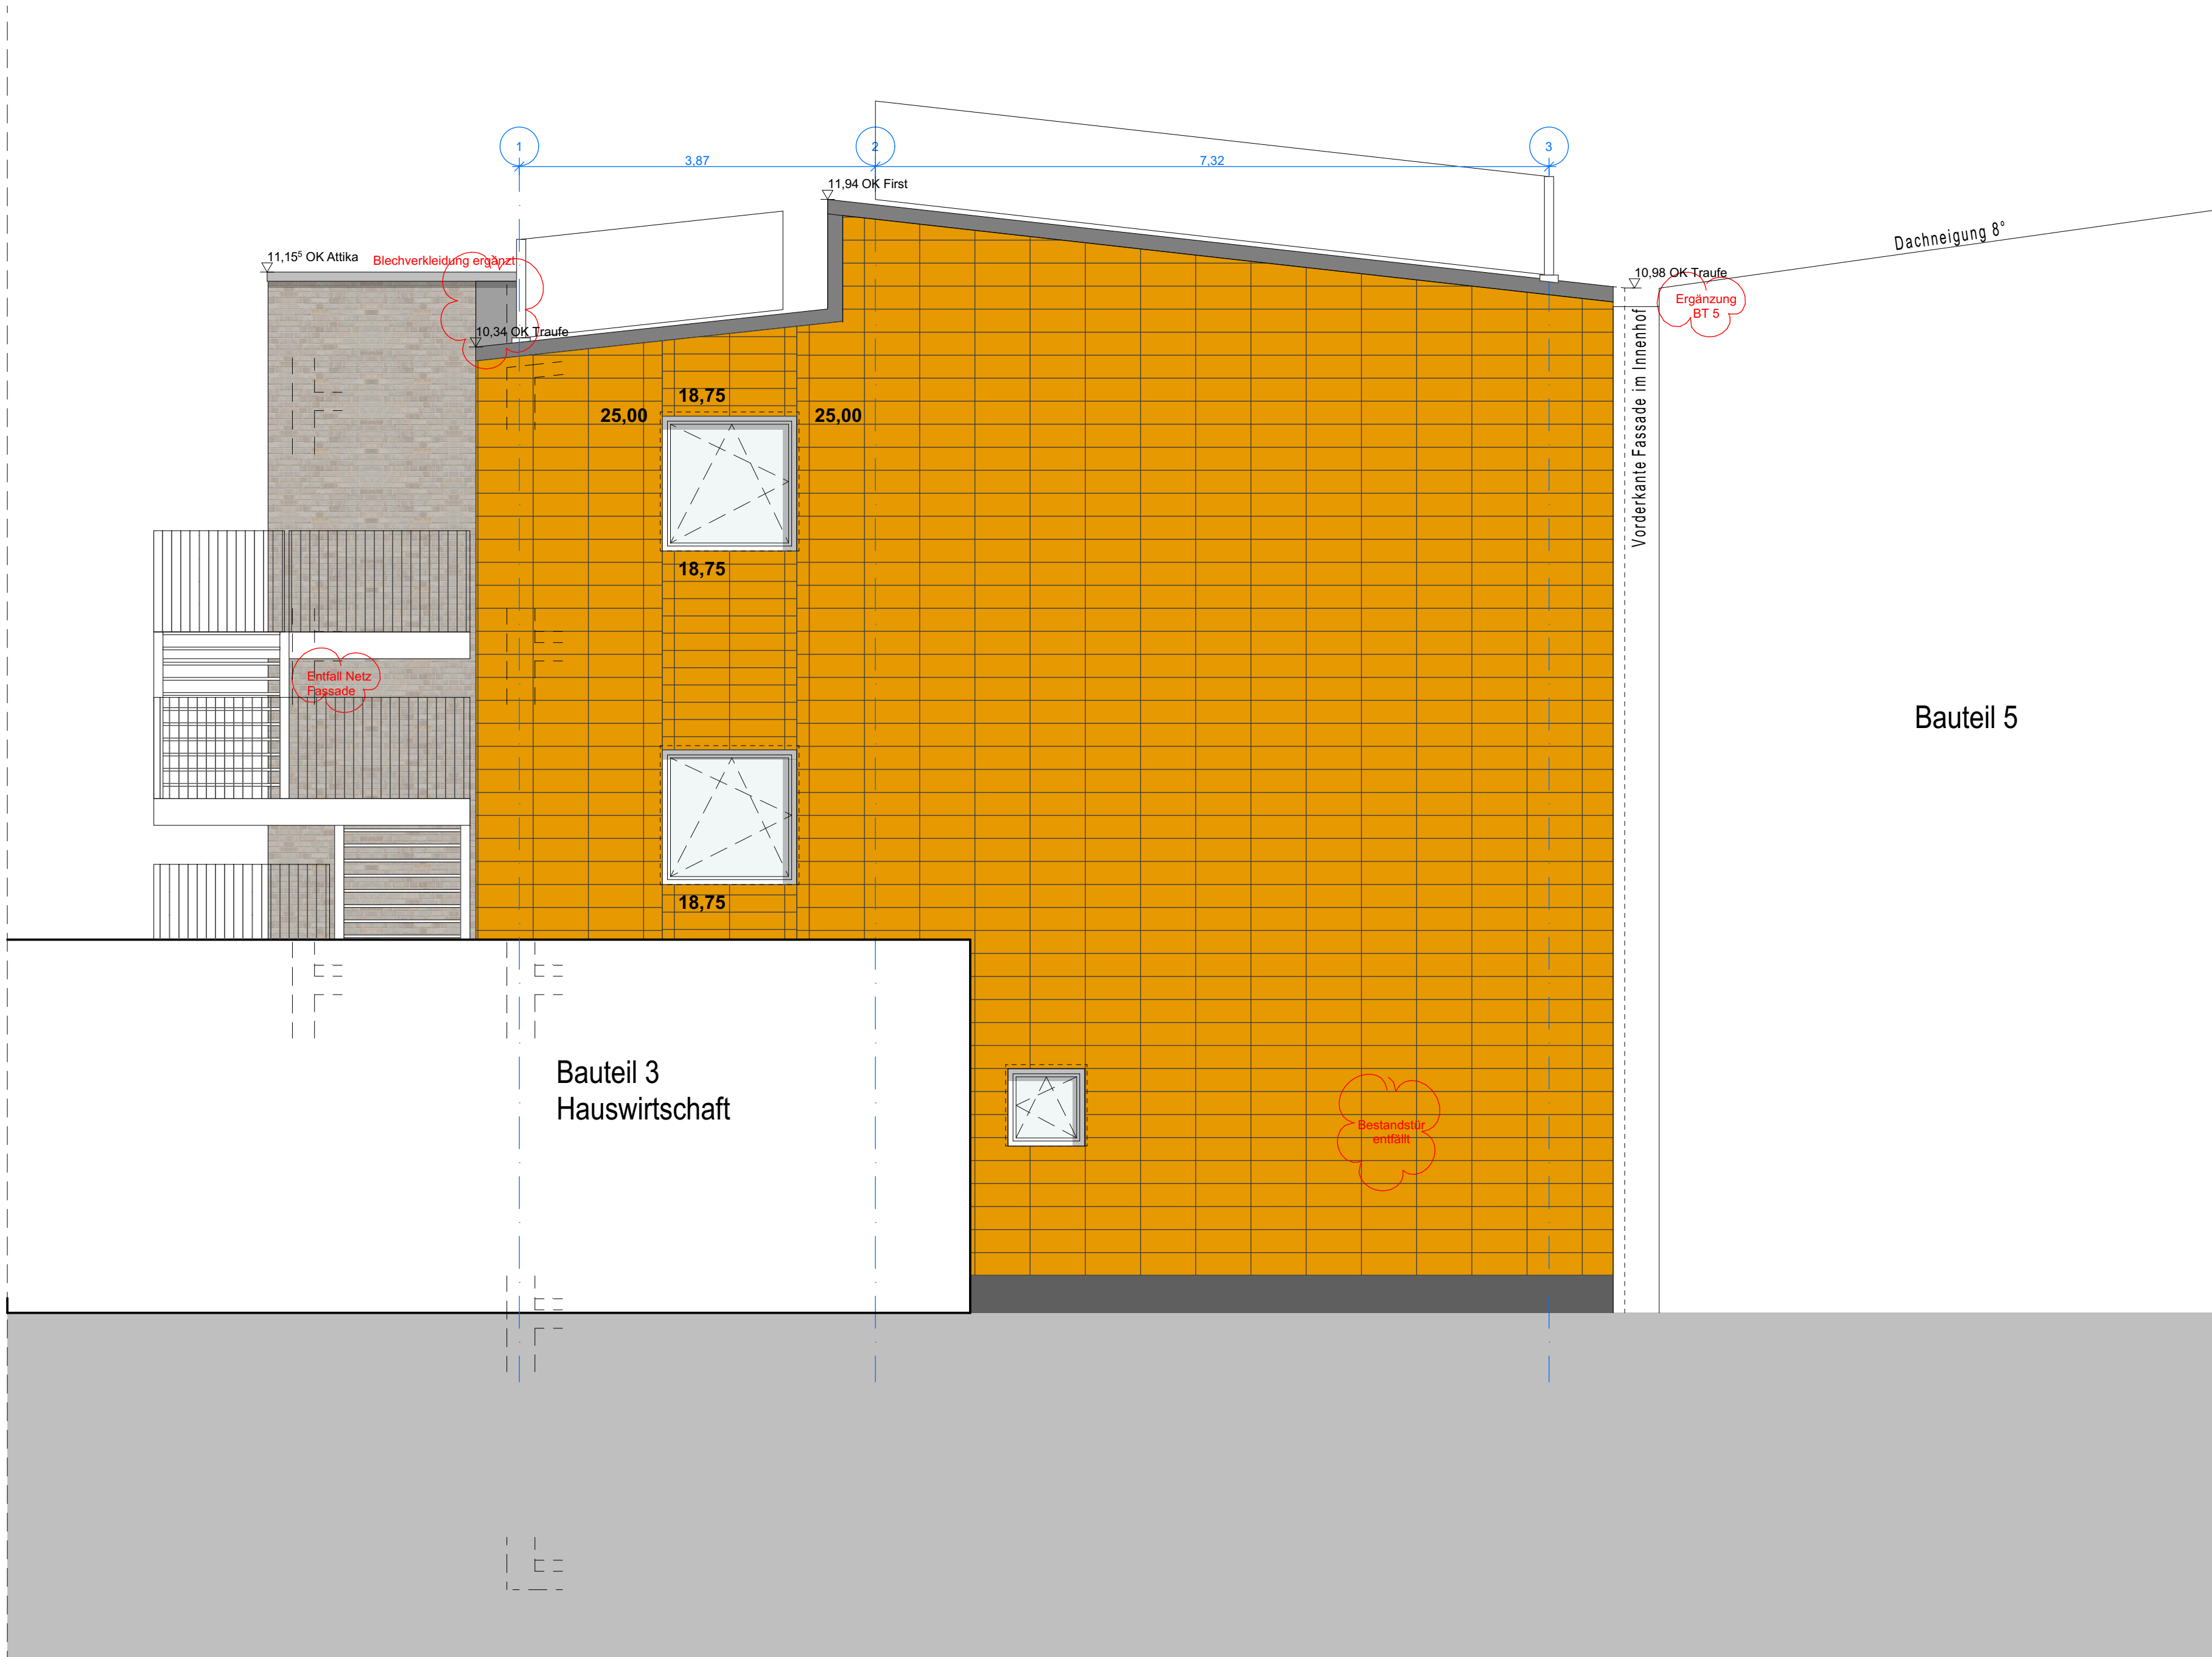 1
2
3
3,87
7,32
11,94 OK First
11,15⁵ OK Attika
Blechverkleidung ergänzt
10,34 OK Traufe
Dachneigung 8°
10,98 OK Traufe
Ergänzung
BT 5
Vorderkante Fassade im Innenhof
18,75
25,00
25,00
18,75
Entfall Netz
Fassade
Bauteil 5
18,75
Bauteil 3
Hauswirtschaft
Bestandstür
entfällt